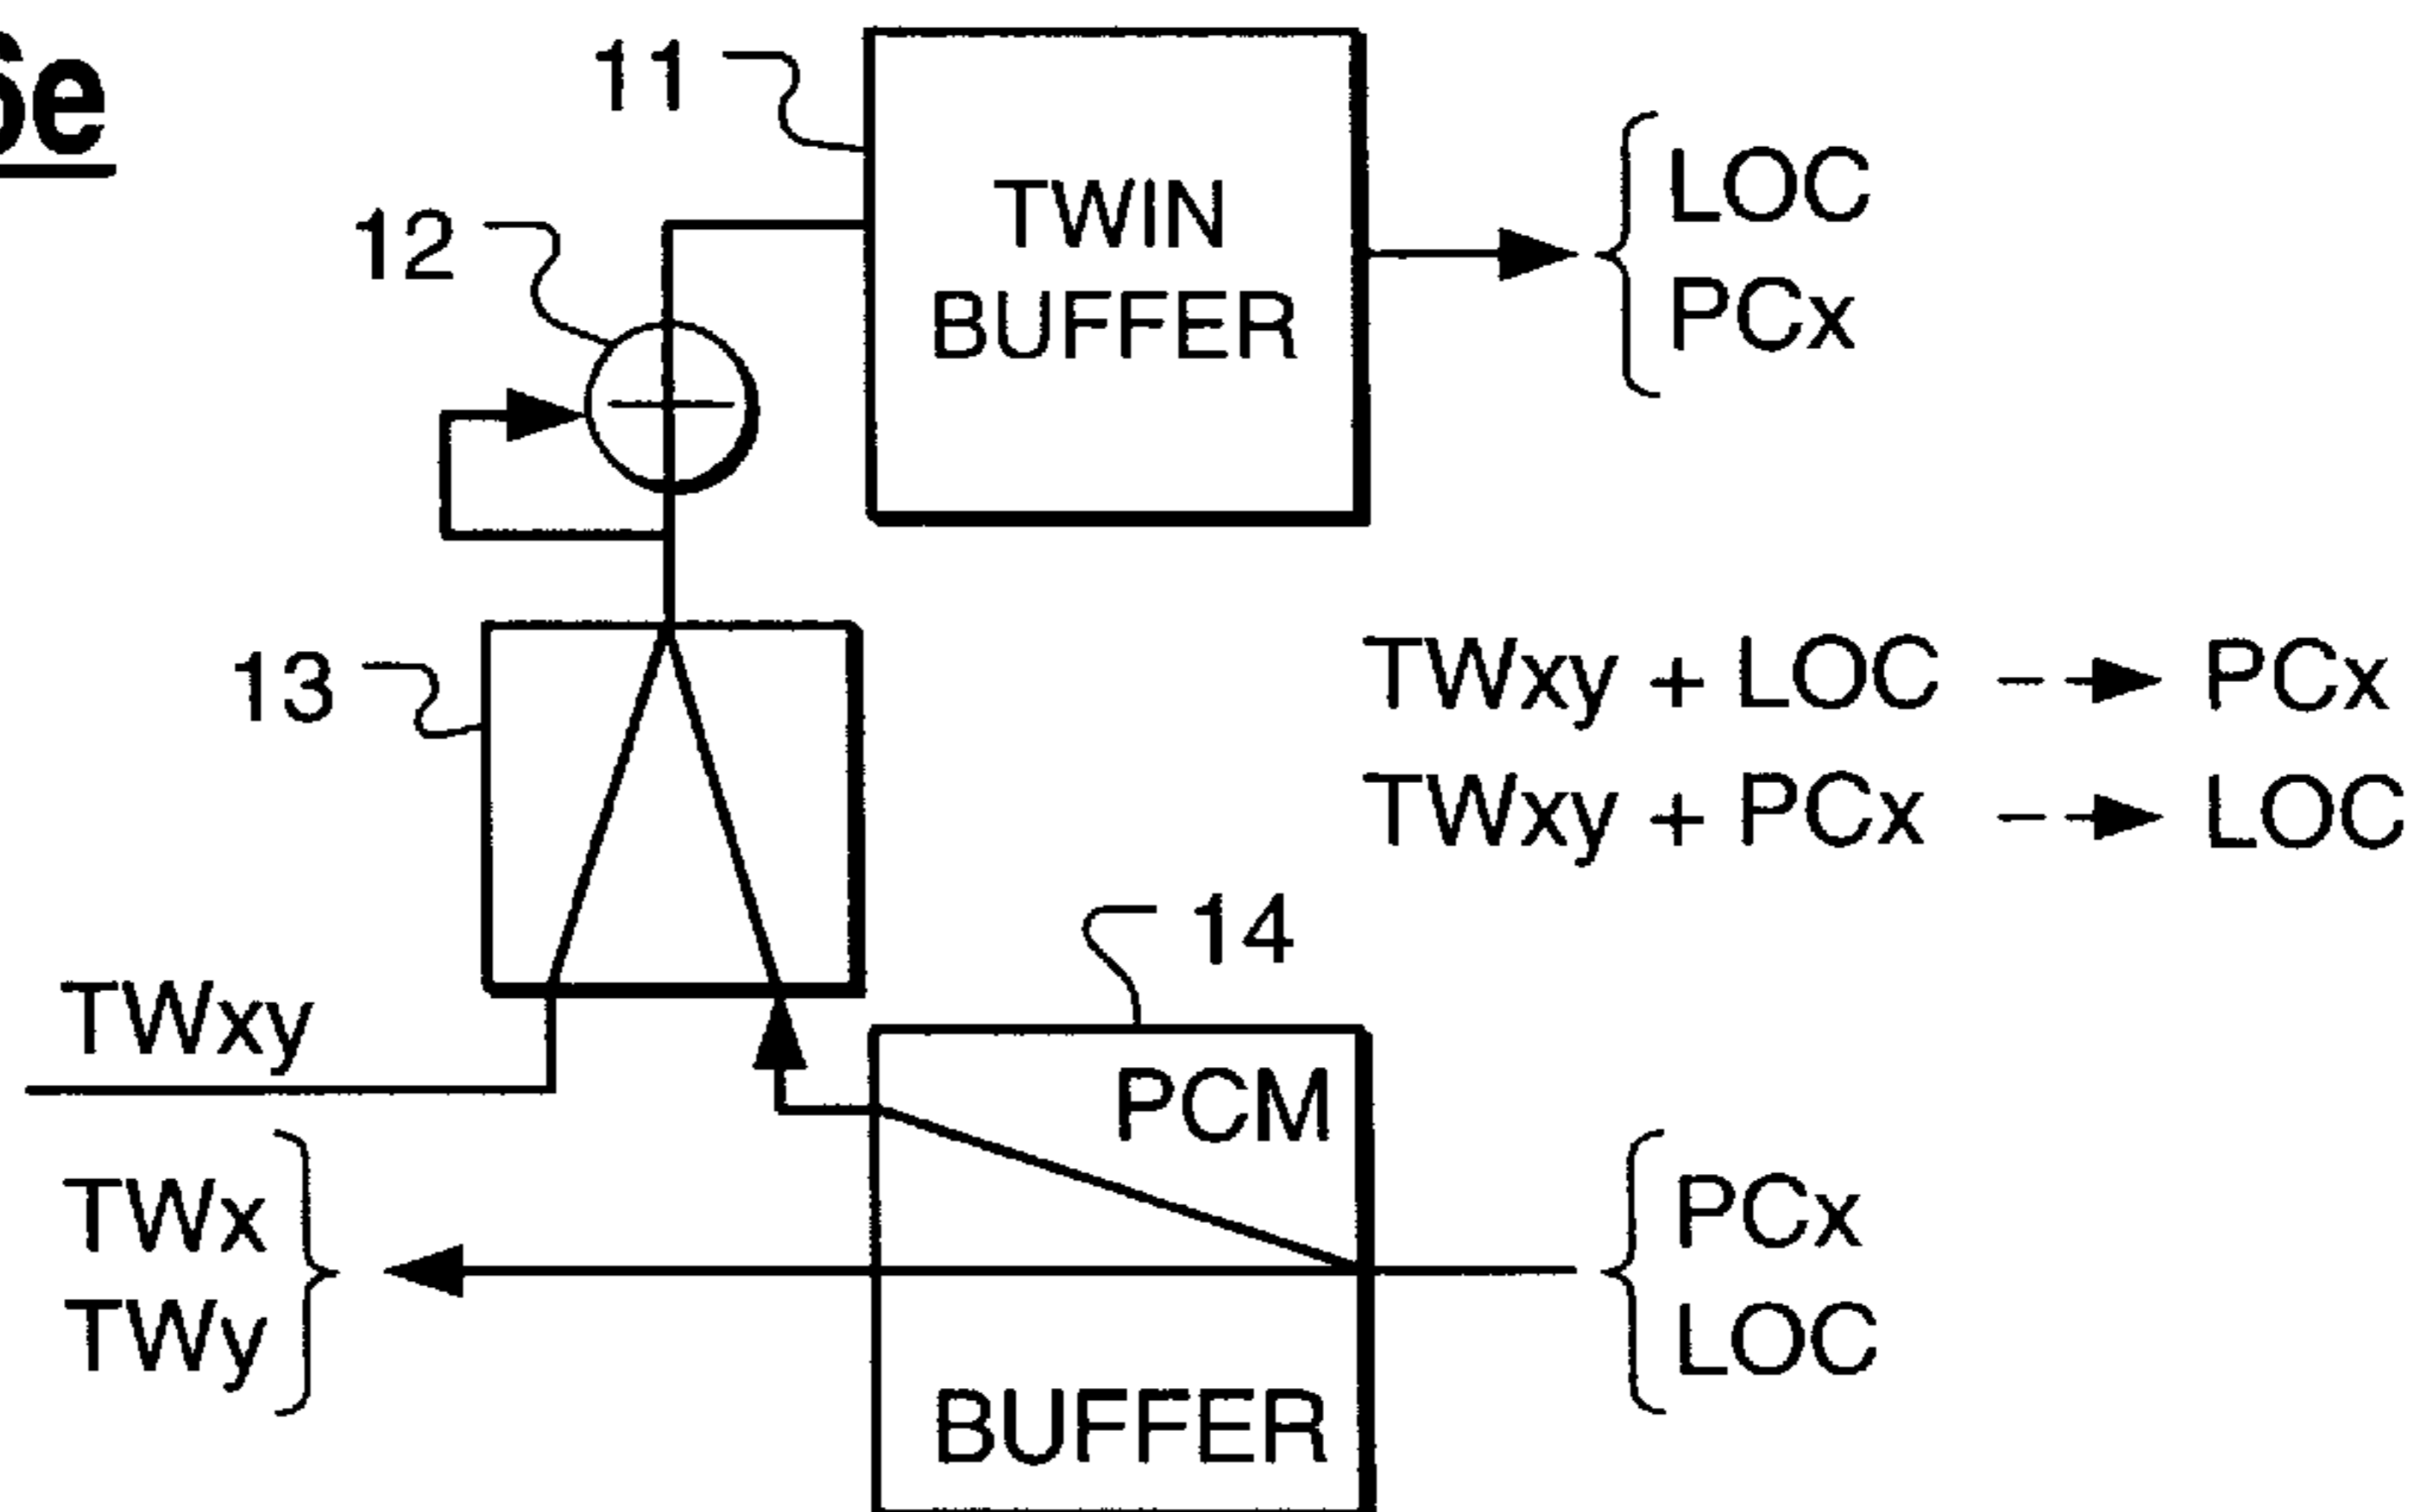 6e
11
TWIN
BUFFER
LOC
PCx
12
13
TWxy + LOC --> PCx
TWxy + PCx --> LOC
14
TWxy
PCM
TWx
TWy
PCx
LOC
BUFFER